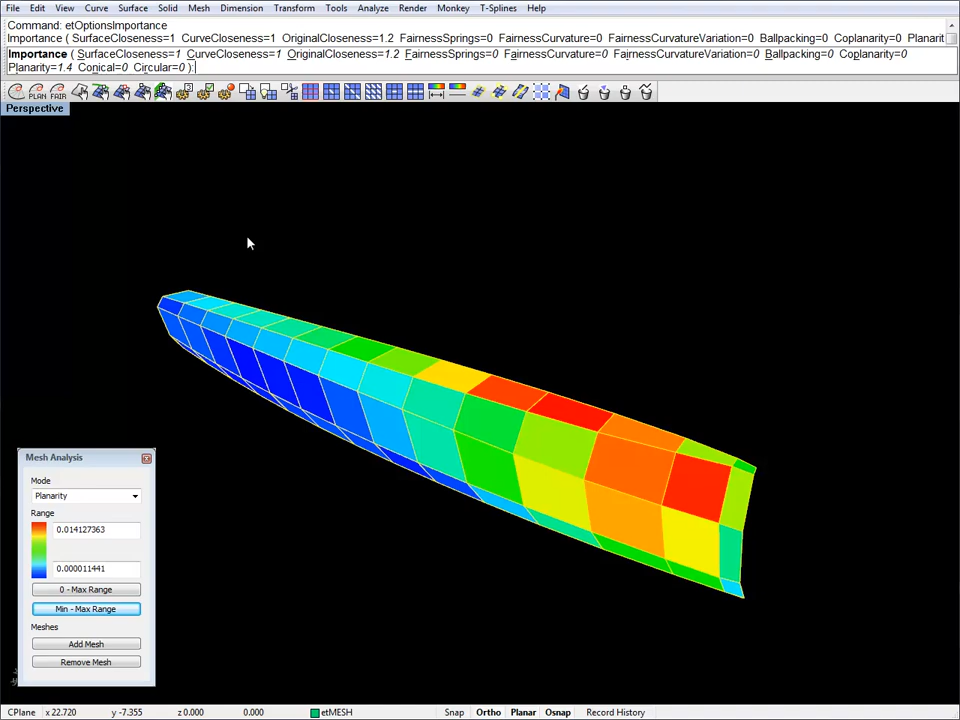 File Edit View Curve Surface Solid Mesh Dimension Transform Tools Analyze Render Monkey T-Splines Help
Command: etOptionsImportance
Importance ( SurfaceCloseness=1 CurveCloseness=1 OriginalCloseness=1.2 FairnessSprings=0 FairnessCurvature=0 FairnessCurvatureVariation=0 Ballpacking=0 Coplanarity=0 Planarit
Importance ( SurfaceCloseness=1 CurveCloseness=1 OriginalCloseness=1.2 FairnessSprings=0 FairnessCurvature=0 FairnessCurvatureVariation=0 Ballpacking=0 Coplanarity=0
Planarity=1.4 Conical=0 Circular=0 ):
PLAN FAIR
Perspective
Mesh Analysis
Mode
Planarity
Range
0.014127363
0.000011441
0 - Max Range
Min - Max Range
Meshes
Add Mesh
Remove Mesh
CPlane x 22.720 y -7.355 z 0.000 0.000 etMESH Snap Ortho Planar Osnap Record History